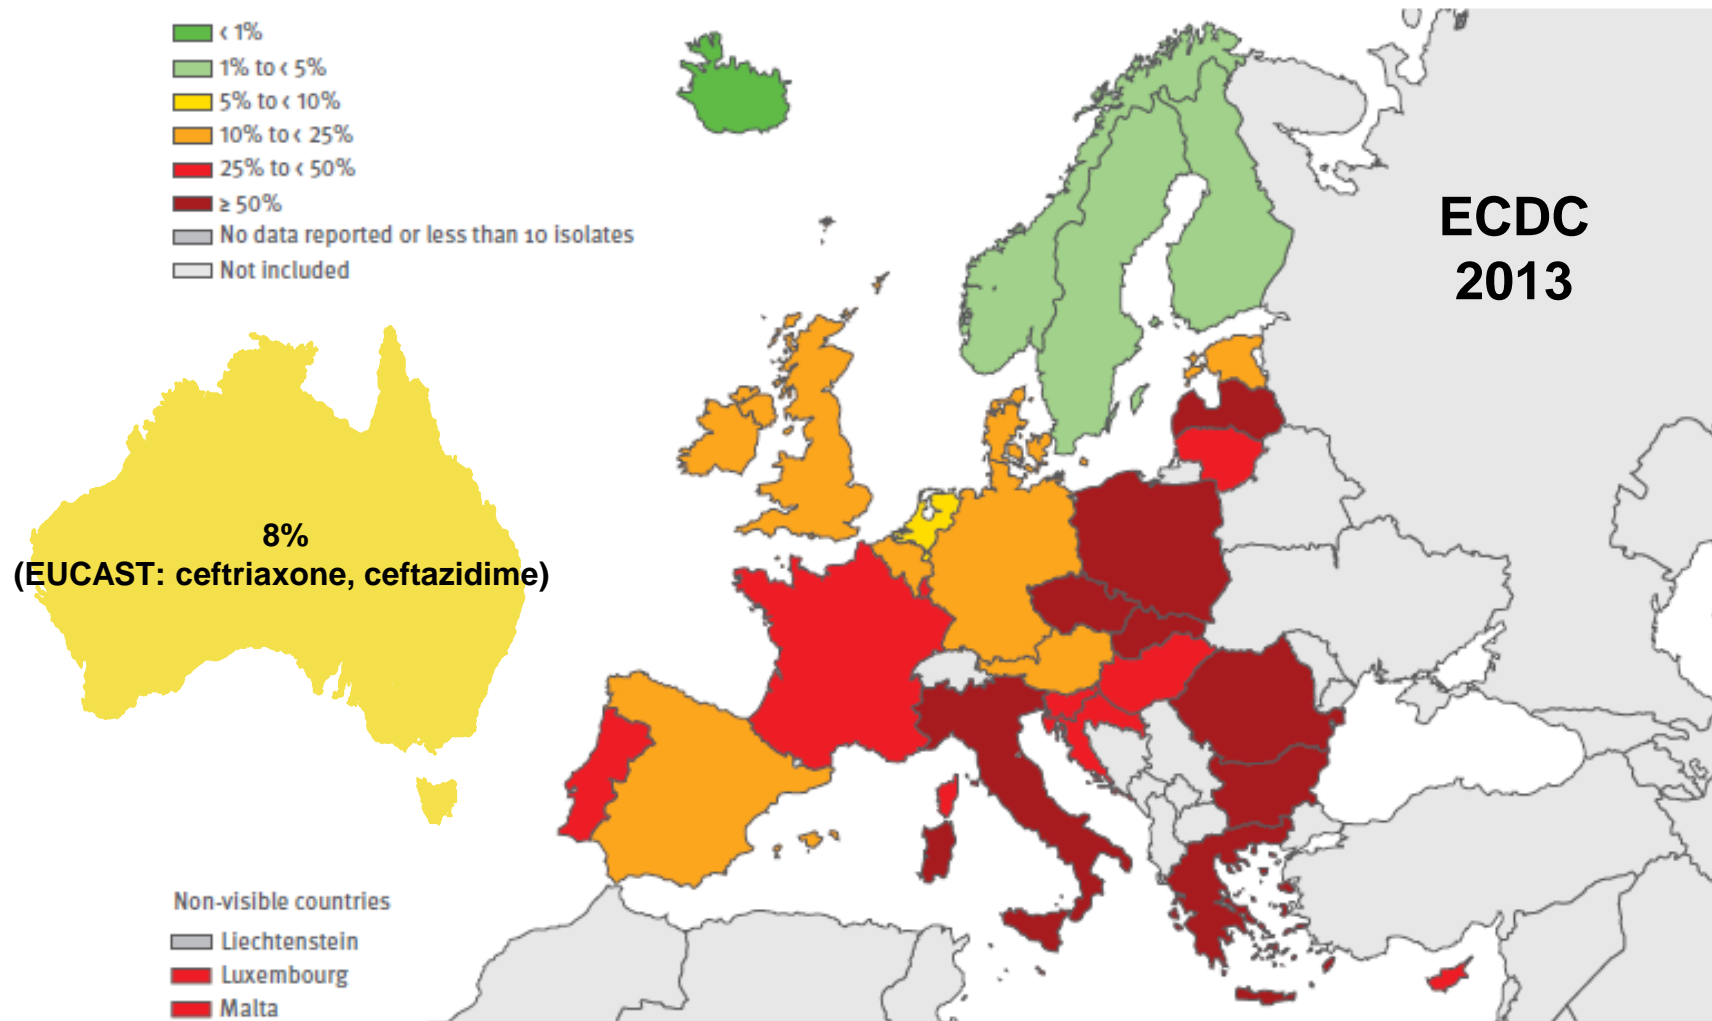 ‹ 1%
1% to ‹ 5%
5% to ‹ 10%
10% to ‹ 25%
25% to ‹ 50%
≥ 50%
No data reported or less than 10 isolates
Not included
ECDC
2013
8%
(EUCAST: ceftriaxone, ceftazidime)
Non-visible countries
Liechtenstein
Luxembourg
Malta